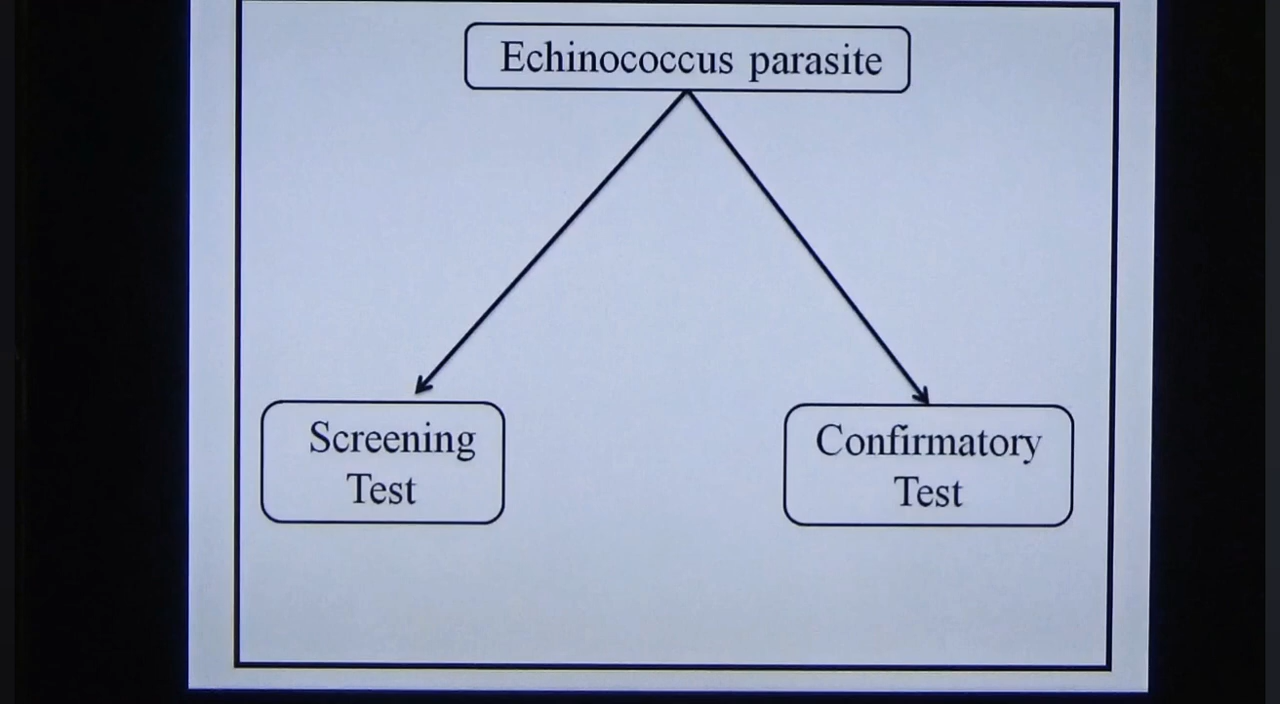 Echinococcus parasite
Screening
Test
Confirmatory
Test